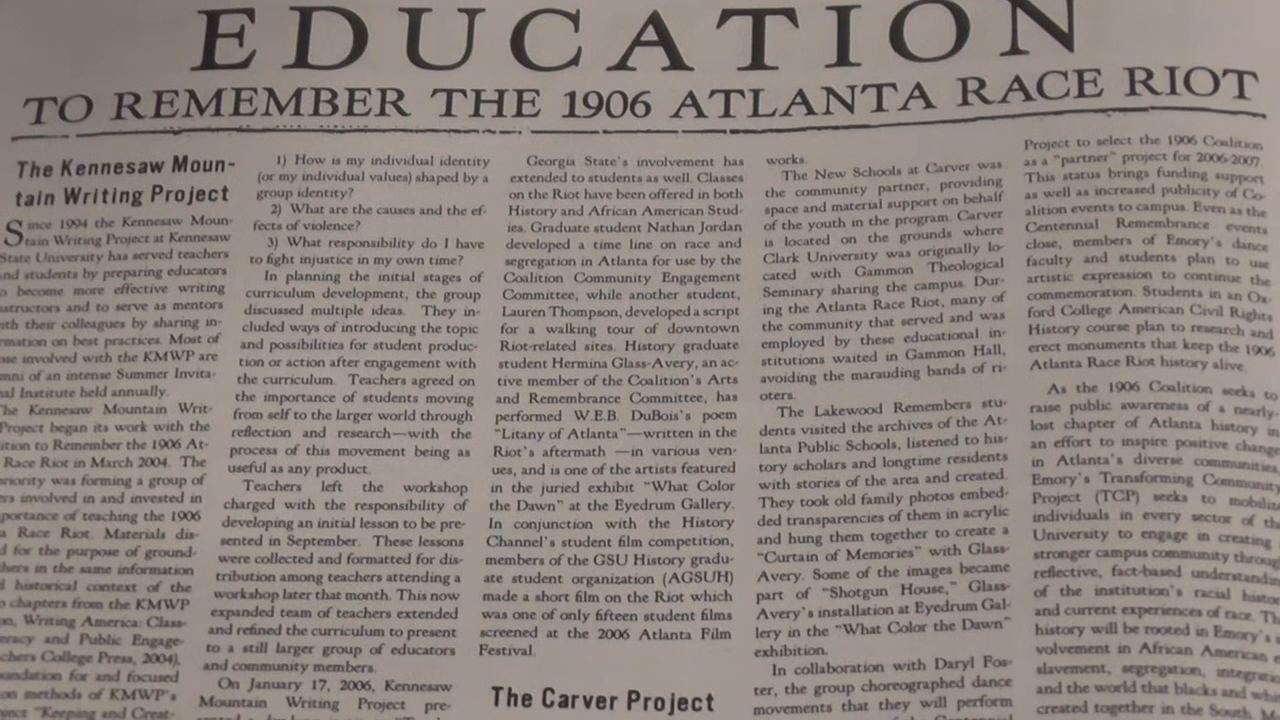 EDUCATION
TO REMEMBER THE 1906 ATLANTA RACE RIOT
The Kennesaw Moun-
tain Writing Project
Since 1994 the Kennesaw Moun-
tain Writing Project at Kennesaw
State University has served teachers
and students by preparing educators
become more effective writing
and to serve as mentors
their colleagues by sharing in-
on best practices. Most of
involved with the KMWP are
of an intense Summer Invita-
Institute held annually.
The Kennesaw Mountain Writ-
Project began its work with the
to Remember the 1906 At-
Race Riot in March 2004. The
was forming a group of
involved in and invested in
of teaching the 1906
Race Riot. Materials dis-
for the purpose of ground-
in the same information
historical context of the
chapters from the KMWP
Writing America: Class-
and Public Engage-
College Press, 2004),
for and focused
methods of KMWP's
"Keeping and Creat-
1) How is my individual identity
(or my individual values) shaped by a
group identity?
2) What are the causes and the ef-
fects of violence?
3) What responsibility do I have
to fight injustice in my own time?
In planning the initial stages of
curriculum development, the group
discussed multiple ideas. They in-
cluded ways of introducing the topic
and possibilities for student produc-
tion or action after engagement with
the curriculum. Teachers agreed on
the importance of students moving
from self to the larger world through
reflection and research—with the
process of this movement being as
useful as any product.
Teachers left the workshop
charged with the responsibility of
developing an initial lesson to be pre-
sented in September. These lessons
were collected and formatted for dis-
tribution among teachers attending a
workshop later that month. This now
expanded team of teachers extended
and refined the curriculum to present
to a still larger group of educators
and community members.
On January 17, 2006, Kennesaw
Mountain Writing Project pre-
Georgia State's involvement has
extended to students as well. Classes
on the Riot have been offered in both
History and African American Stud-
ies. Graduate student Nathan Jordan
developed a time line on race and
segregation in Atlanta for use by the
Coalition Community Engagement
Committee, while another student,
Lauren Thompson, developed a script
for a walking tour of downtown
Riot-related sites. History graduate
student Hermina Glass-Avery, an ac-
tive member of the Coalition's Arts
and Remembrance Committee, has
performed W.E.B. DuBois's poem
"Litany of Atlanta"—written in the
Riot's aftermath —in various ven-
ues, and is one of the artists featured
in the juried exhibit "What Color
the Dawn" at the Eyedrum Gallery.
In conjunction with the History
Channel's student film competition,
members of the GSU History gradu-
ate student organization (AGSUH)
made a short film on the Riot which
was one of only fifteen student films
screened at the 2006 Atlanta Film
Festival.
The Carver Project
works.
The New Schools at Carver was
the community partner, providing
space and material support on behalf
of the youth in the program. Carver
is located on the grounds where
Clark University was originally lo-
cated with Gammon Theological
Seminary sharing the campus. Dur-
ing the Atlanta Race Riot, many of
the community that served and was
employed by these educational in-
stitutions waited in Gammon Hall,
avoiding the marauding bands of ri-
oters.
The Lakewood Remembers stu-
dents visited the archives of the At-
lanta Public Schools, listened to his-
tory scholars and longtime residents
with stories of the area and created.
They took old family photos embed-
ded transparencies of them in acrylic
and hung them together to create a
"Curtain of Memories" with Glass-
Avery. Some of the images became
part of "Shotgun House," Glass-
Avery's installation at Eyedrum Gal-
lery in the "What Color the Dawn"
exhibition.
In collaboration with Daryl Fos-
ter, the group choreographed dance
movements that they will perform
Project to select the 1906 Coalition
as a "partner" project for 2006-2007.
This status brings funding support
as well as increased publicity of Co-
alition events to campus. Even as the
Centennial Remembrance events
close, members of Emory's dance
faculty and students plan to use
artistic expression to continue the
commemoration. Students in an Ox-
ford College American Civil Rights
History course plan to research and
erect monuments that keep the 1906
Atlanta Race Riot history alive.
As the 1906 Coalition seeks to
raise public awareness of a nearly-
lost chapter of Atlanta history in
an effort to inspire positive change
in Atlanta's diverse communities,
Emory's Transforming Community
Project (TCP) seeks to
individuals in every sector of
University to engage in creating
stronger campus community
reflective, fact-based
of the institution's racial
and current experiences of race.
history will be rooted in Emory's
volvement in African American
slavement, segregation,
and the world that blacks and
created together in the South.